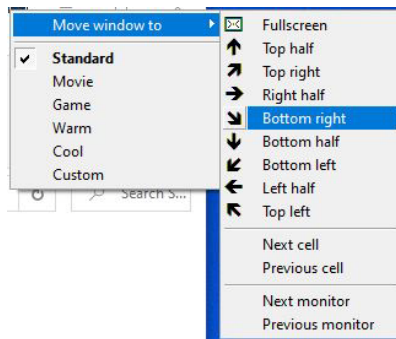 Move window to
Standard
Movie
Game
Warm
Cool
Custom
Search S...
Fullscreen
Top half
Top right
Right half
Bottom right
Bottom half
Bottom left
Left half
Top left
Next cell
Previous cell
Next monitor
Previous monitor